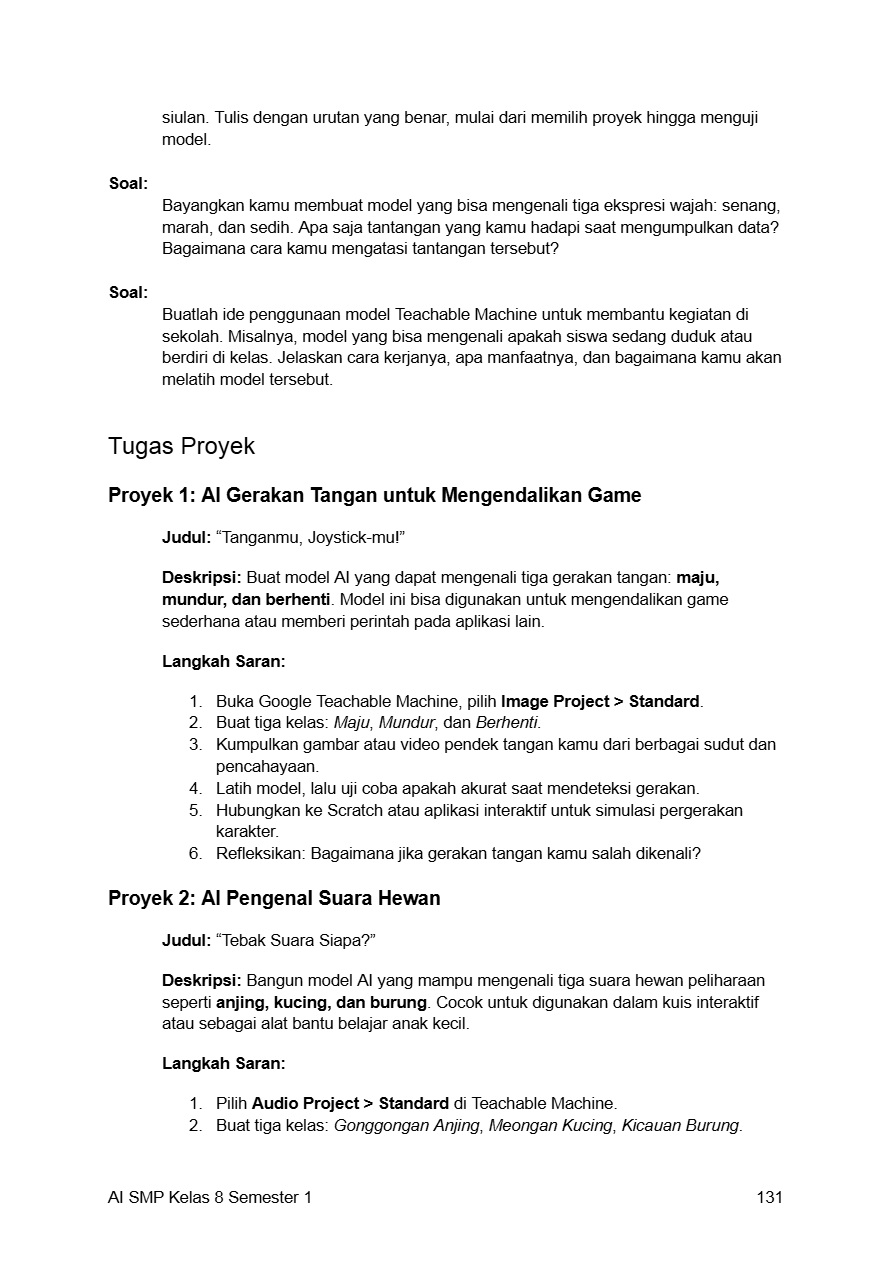 siulan. Tulis dengan urutan yang benar, mulai dari memilih proyek hingga menguji
model.
Soal:
Bayangkan kamu membuat model yang bisa mengenali tiga ekspresi wajah: senang,
marah, dan sedih. Apa saja tantangan yang kamu hadapi saat mengumpulkan data?
Bagaimana cara kamu mengatasi tantangan tersebut?
Soal:
Buatlah ide penggunaan model Teachable Machine untuk membantu kegiatan di
sekolah. Misalnya, model yang bisa mengenali apakah siswa sedang duduk atau
berdiri di kelas. Jelaskan cara kerjanya, apa manfaatnya, dan bagaimana kamu akan
melatih model tersebut.
Tugas Proyek
Proyek 1: AI Gerakan Tangan untuk Mengendalikan Game
Judul: “Tanganmu, Joystick-mu!”
Deskripsi: Buat model AI yang dapat mengenali tiga gerakan tangan: maju,
mundur, dan berhenti. Model ini bisa digunakan untuk mengendalikan game
sederhana atau memberi perintah pada aplikasi lain.
Langkah Saran:
1. Buka Google Teachable Machine, pilih Image Project > Standard.
2. Buat tiga kelas: Maju, Mundur, dan Berhenti.
3. Kumpulkan gambar atau video pendek tangan kamu dari berbagai sudut dan
pencahayaan.
4. Latih model, lalu uji coba apakah akurat saat mendeteksi gerakan.
5. Hubungkan ke Scratch atau aplikasi interaktif untuk simulasi pergerakan
karakter.
6. Refleksikan: Bagaimana jika gerakan tangan kamu salah dikenali?
Proyek 2: AI Pengenal Suara Hewan
Judul: “Tebak Suara Siapa?”
Deskripsi: Bangun model AI yang mampu mengenali tiga suara hewan peliharaan
seperti anjing, kucing, dan burung. Cocok untuk digunakan dalam kuis interaktif
atau sebagai alat bantu belajar anak kecil.
Langkah Saran:
1. Pilih Audio Project > Standard di Teachable Machine.
2. Buat tiga kelas: Gonggongan Anjing, Meongan Kucing, Kicauan Burung.
AI SMP Kelas 8 Semester 1 131